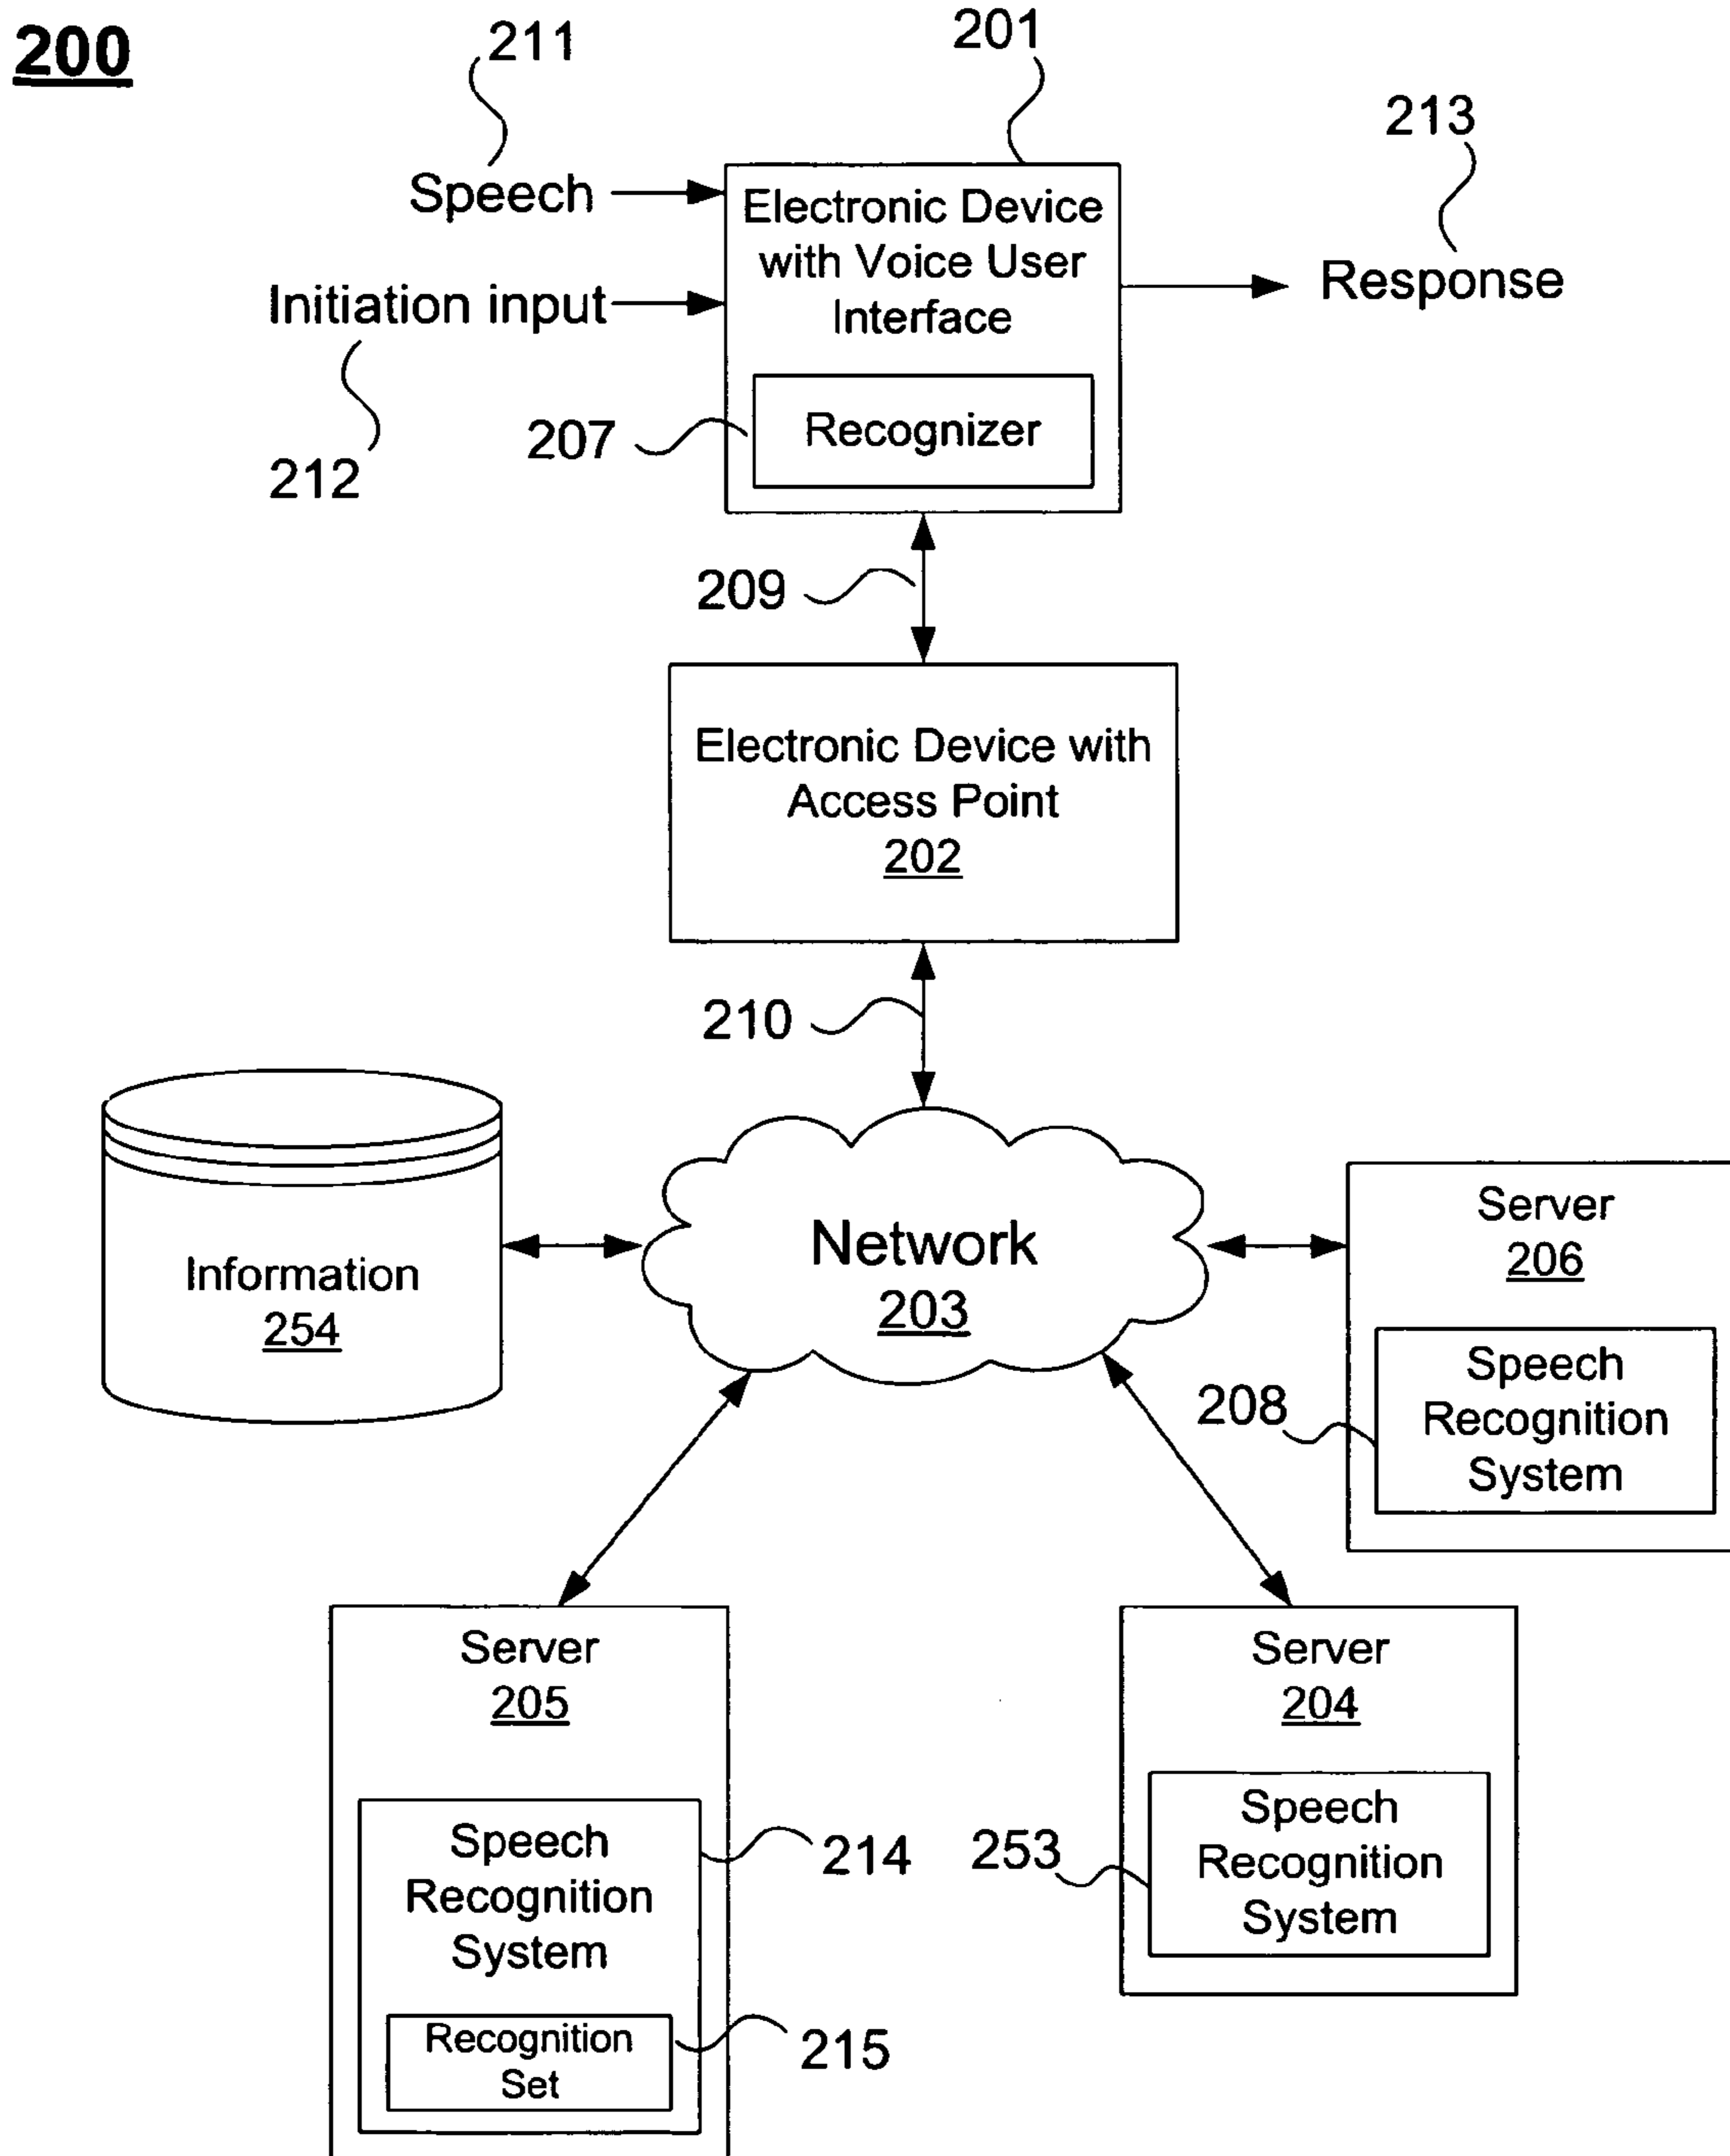 200
211
201
213
Speech
Electronic Device
with Voice User
Interface
Response
Initiation input
212
207
Recognizer
209
Electronic Device with
Access Point
202
210
Information
254
Network
203
Server
206
208
Speech
Recognition
System
Server
205
Speech
Recognition
System
214
Recognition
Set
215
Server
204
253
Speech
Recognition
System